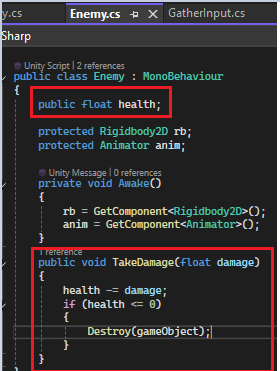 y.cs
Enemy.cs
GatherInput.cs
Sharp
Unity Script | 2 references
public class Enemy : MonoBehaviour
{
public float health;
protected Rigidbody2D rb;
protected Animator anim;
Unity Message | 0 references
private void Awake()
{
rb = GetComponent<Rigidbody2D>();
anim = GetComponent<Animator>();
}
1 reference
public void TakeDamage(float damage)
{
health -= damage;
if (health <= 0)
{
Destroy(gameObject);
}
}